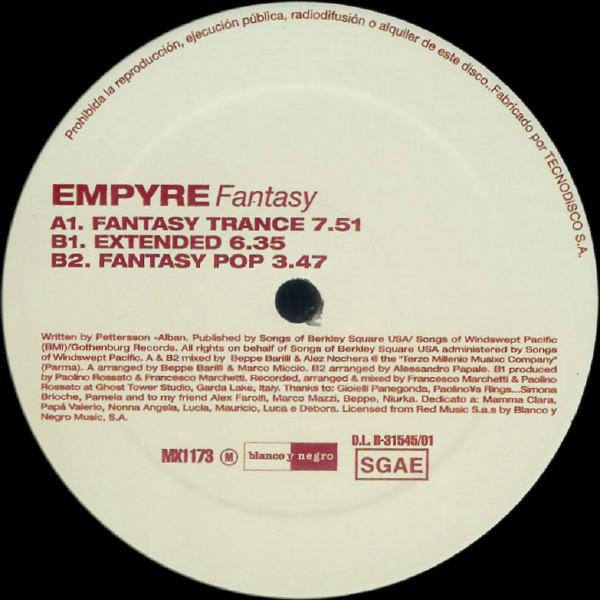 Prohibida la reproducción, ejecución pública, radiodifusión o alquiler de este disco..Fabricado por TECNODISCO S.A.
EMPYRE Fantasy
A1. FANTASY TRANCE 7.51
B1. EXTENDED 6.35
B2. FANTASY POP 3.47
Written by Pettersson -Alban. Published by Songs of Berkley Square USA/ Songs of Windswept Pacific
(BMI)/Gothenburg Records. All rights on behalf of Songs of Berkley Square USA administered by Songs
of Windswept Pacific. A & B2 mixed by Beppe Barilli & Alez Nochera @ the "Terzo Millenio Musixc Company"
(Parma). A arranged by Beppe Barilli & Marco Micolo. B2 arranged by Alessandro Papale. B1 produced
by Paolino Rossato & Francesco Marchetti. Recorded, arranged & mixed by Francesco Marchetti & Paolino
Rossato at Ghost Tower Studio, Garda Lake, Italy. Thanks to: Gioielli Panegonda, Paolino¥s Rings...Simona
Brioche, Pamela and to my friend Alex Farolfi, Marco Mazzi, Beppe, Niurka. Dedicato a: Mamma Clara,
Papá Valerio, Nonna Angela, Lucia, Mauricio, Luca e Debora. Licensed from Red Music S.a.s by Blanco y
Negro Music, S.A.
D.L. B-31545/01
MX1173 M blanco y negro SGAE